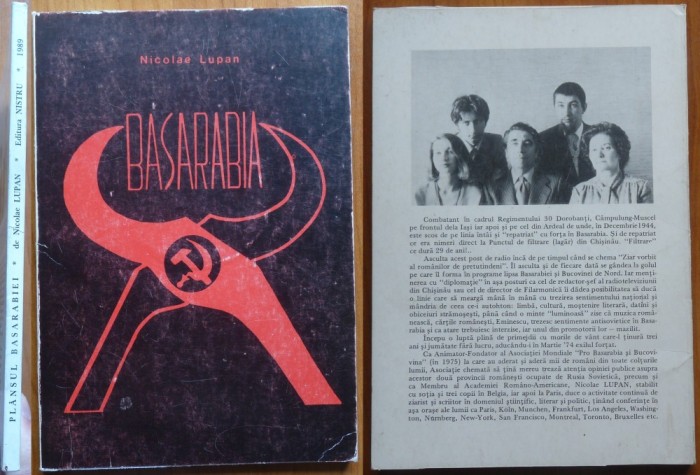 PLÂNSUL BASARABIEI * de Nicolae LUPAN * Editura NISTRU * 1989
Nicolae Lupan
BASARABIA
Combatant în cadrul Regimentului 30 Dorobanţi, Câmpulung-Muscel
pe frontul dela Iaşi iar apoi şi pe cel din Ardeal de unde, în Decembrie 1944,
este scos de pe linia întâi şi "repatriat" cu forţa în Basarabia. Şi de repatriat
ce era nimeri direct la Punctul de filtrare (lagăr) din Chişinău. "Filtrare"
ce dură 29 de ani!..
Asculta acest post de radio încă de pe timpul când se chema "Ziar vorbit
al românilor de pretutindeni". Îl asculta şi de fiecare dată se gândea la golul
pe care îl forma în programe lipsa Basarabiei şi Bucovinei de Nord. Iar menţi-
nerea cu "diplomaţie" în aşa posturi ca cel de redactor-şef al radioteleviziunii
din Chişinău sau cel de director de Filarmonică îi dădea posibilitatea să ducă
o linie care să meargă mână în mână cu trezirea sentimentului naţional şi
mândria de ceea ce-i autohton: limbă, cultură, moştenire literară, datini şi
obiceiuri strămoşeşti, până când o minte "luminoasă" zise că muzica româ-
nească, cărţile româneşti, Eminescu, trezesc sentimente antisovietice în Basa-
rabia şi ca atare trebuiesc interzise, iar unul din promotorii lor — mazilit.
Începu o luptă plină de primejdii cu morile de vânt care-l ţinură trei
ani şi jumătate fără lucru, aducându-i în Martie '74 exilul forţat.
Ca Animator-Fondator al Asociaţiei Mondiale "Pro Basarabia şi Bucovi-
vina" (în 1975) la care au aderat şi aderă mii de români din toate colţurile
lumii, Asociaţie chemată să ţină mereu trează atenţia opiniei publice asupra
acestor două provincii româneşti ocupate de Rusia Sovietică, precum şi
ca Membru al Academiei Româno-Americane, Nicolae LUPAN, stabilit
cu soţia şi trei copii în Belgia, iar apoi la Paris, duce o activitate continuă de
ziarist şi scriitor în domeniul ştiinţific, literar şi politic, ţinând conferinţe în
aşa oraşe ale lumii ca Paris, Köln, Munchen, Frankfurt, Los Angeles, Washing-
ton, Nürnberg, New-York, San Francisco, Montreal, Toronto, Bruxelles etc.